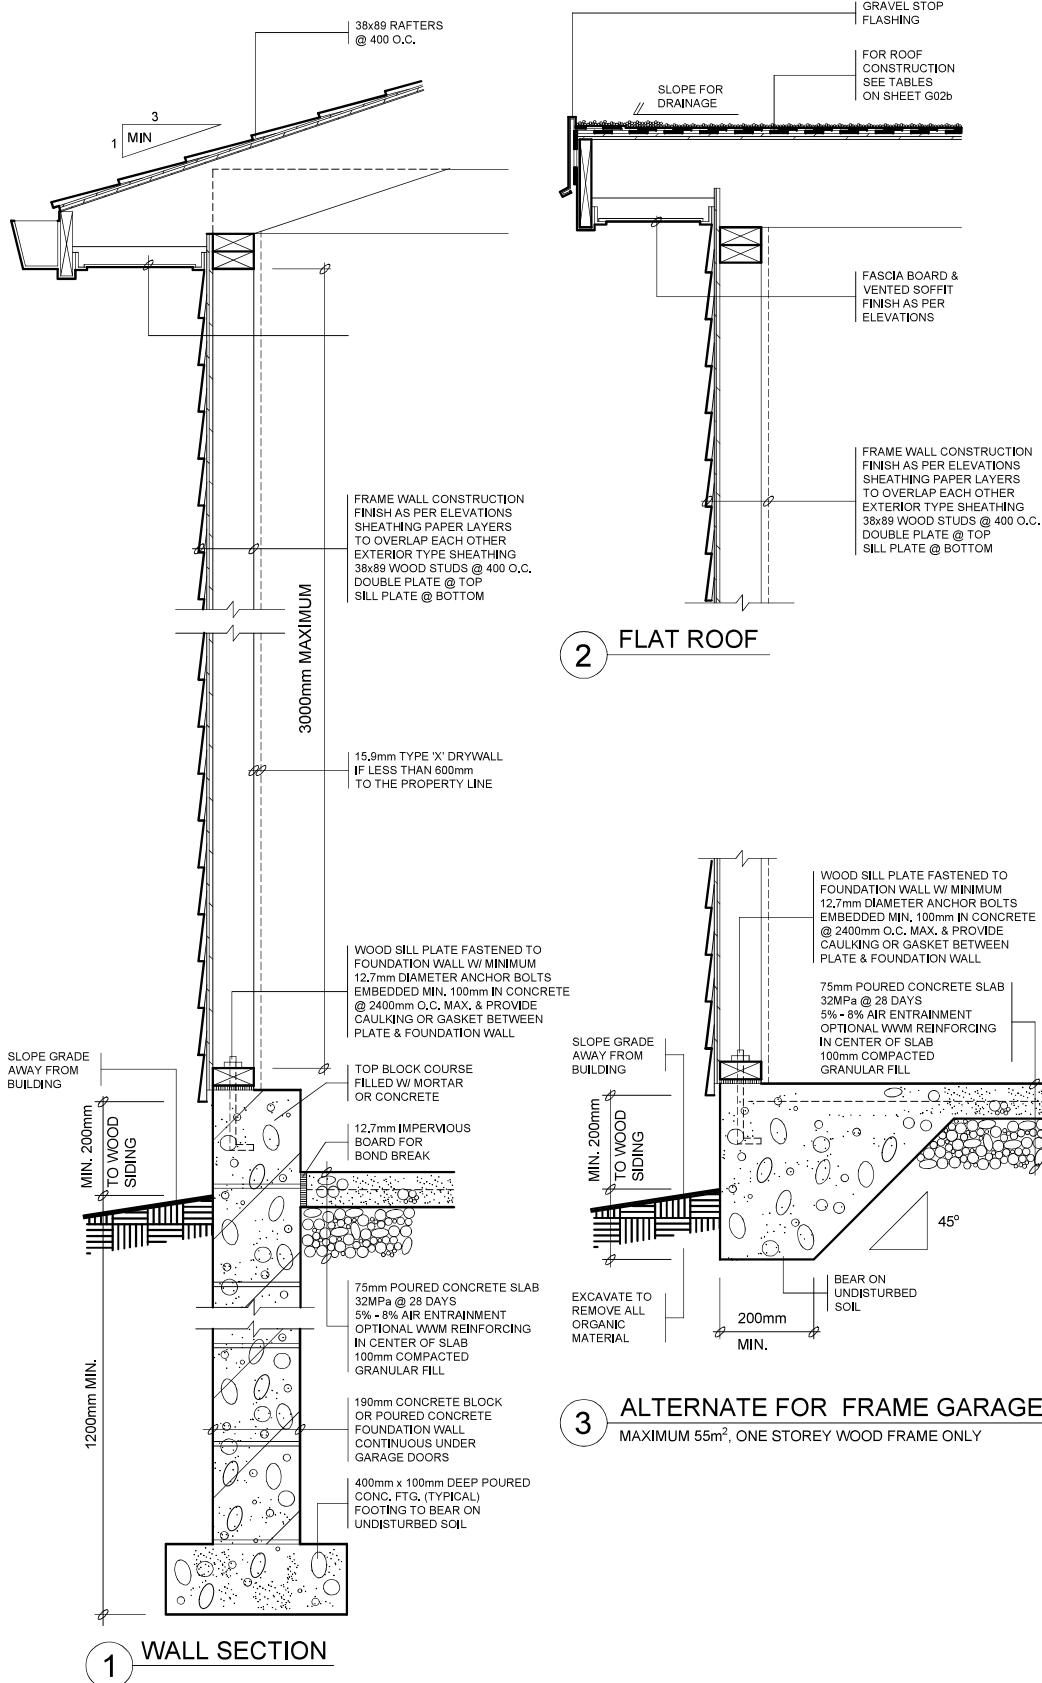 38x89 RAFTERS
@ 400 O.C.
3
1
MIN
FRAME WALL CONSTRUCTION
FINISH AS PER ELEVATIONS
SHEATHING PAPER LAYERS
TO OVERLAP EACH OTHER
EXTERIOR TYPE SHEATHING
38x89 WOOD STUDS @ 400 O.C.
DOUBLE PLATE @ TOP
SILL PLATE @ BOTTOM
3000mm MAXIMUM
15.9mm TYPE 'X' DRYWALL
IF LESS THAN 600mm
TO THE PROPERTY LINE
WOOD SILL PLATE FASTENED TO
FOUNDATION WALL W/ MINIMUM
12.7mm DIAMETER ANCHOR BOLTS
EMBEDDED MIN. 100mm IN CONCRETE
@ 2400mm O.C. MAX. & PROVIDE
CAULKING OR GASKET BETWEEN
PLATE & FOUNDATION WALL
SLOPE GRADE
AWAY FROM
BUILDING
TOP BLOCK COURSE
FILLED W/ MORTAR
OR CONCRETE
MIN. 200mm
TO WOOD
SIDING
12.7mm IMPERVIOUS
BOARD FOR
BOND BREAK
75mm POURED CONCRETE SLAB
32MPa @ 28 DAYS
5% - 8% AIR ENTRAINMENT
OPTIONAL WWM REINFORCING
IN CENTER OF SLAB
100mm COMPACTED
GRANULAR FILL
1200mm MIN.
190mm CONCRETE BLOCK
OR POURED CONCRETE
FOUNDATION WALL
CONTINUOUS UNDER
GARAGE DOORS
400mm x 100mm DEEP POURED
CONC. FTG. (TYPICAL)
FOOTING TO BEAR ON
UNDISTURBED SOIL
1
WALL SECTION
GRAVEL STOP
FLASHING
FOR ROOF
CONSTRUCTION
SEE TABLES
ON SHEET G02b
SLOPE FOR
DRAINAGE
FASCIA BOARD &
VENTED SOFFIT
FINISH AS PER
ELEVATIONS
FRAME WALL CONSTRUCTION
FINISH AS PER ELEVATIONS
SHEATHING PAPER LAYERS
TO OVERLAP EACH OTHER
EXTERIOR TYPE SHEATHING
38x89 WOOD STUDS @ 400 O.C.
DOUBLE PLATE @ TOP
SILL PLATE @ BOTTOM
2
FLAT ROOF
WOOD SILL PLATE FASTENED TO
FOUNDATION WALL W/ MINIMUM
12.7mm DIAMETER ANCHOR BOLTS
EMBEDDED MIN. 100mm IN CONCRETE
@ 2400mm O.C. MAX. & PROVIDE
CAULKING OR GASKET BETWEEN
PLATE & FOUNDATION WALL
75mm POURED CONCRETE SLAB
32MPa @ 28 DAYS
5% - 8% AIR ENTRAINMENT
OPTIONAL WWM REINFORCING
IN CENTER OF SLAB
100mm COMPACTED
GRANULAR FILL
SLOPE GRADE
AWAY FROM
BUILDING
MIN. 200mm
TO WOOD
SIDING
45°
EXCAVATE TO
REMOVE ALL
ORGANIC
MATERIAL
200mm
MIN.
BEAR ON
UNDISTURBED
SOIL
3
ALTERNATE FOR FRAME GARAGE
MAXIMUM 55m², ONE STOREY WOOD FRAME ONLY